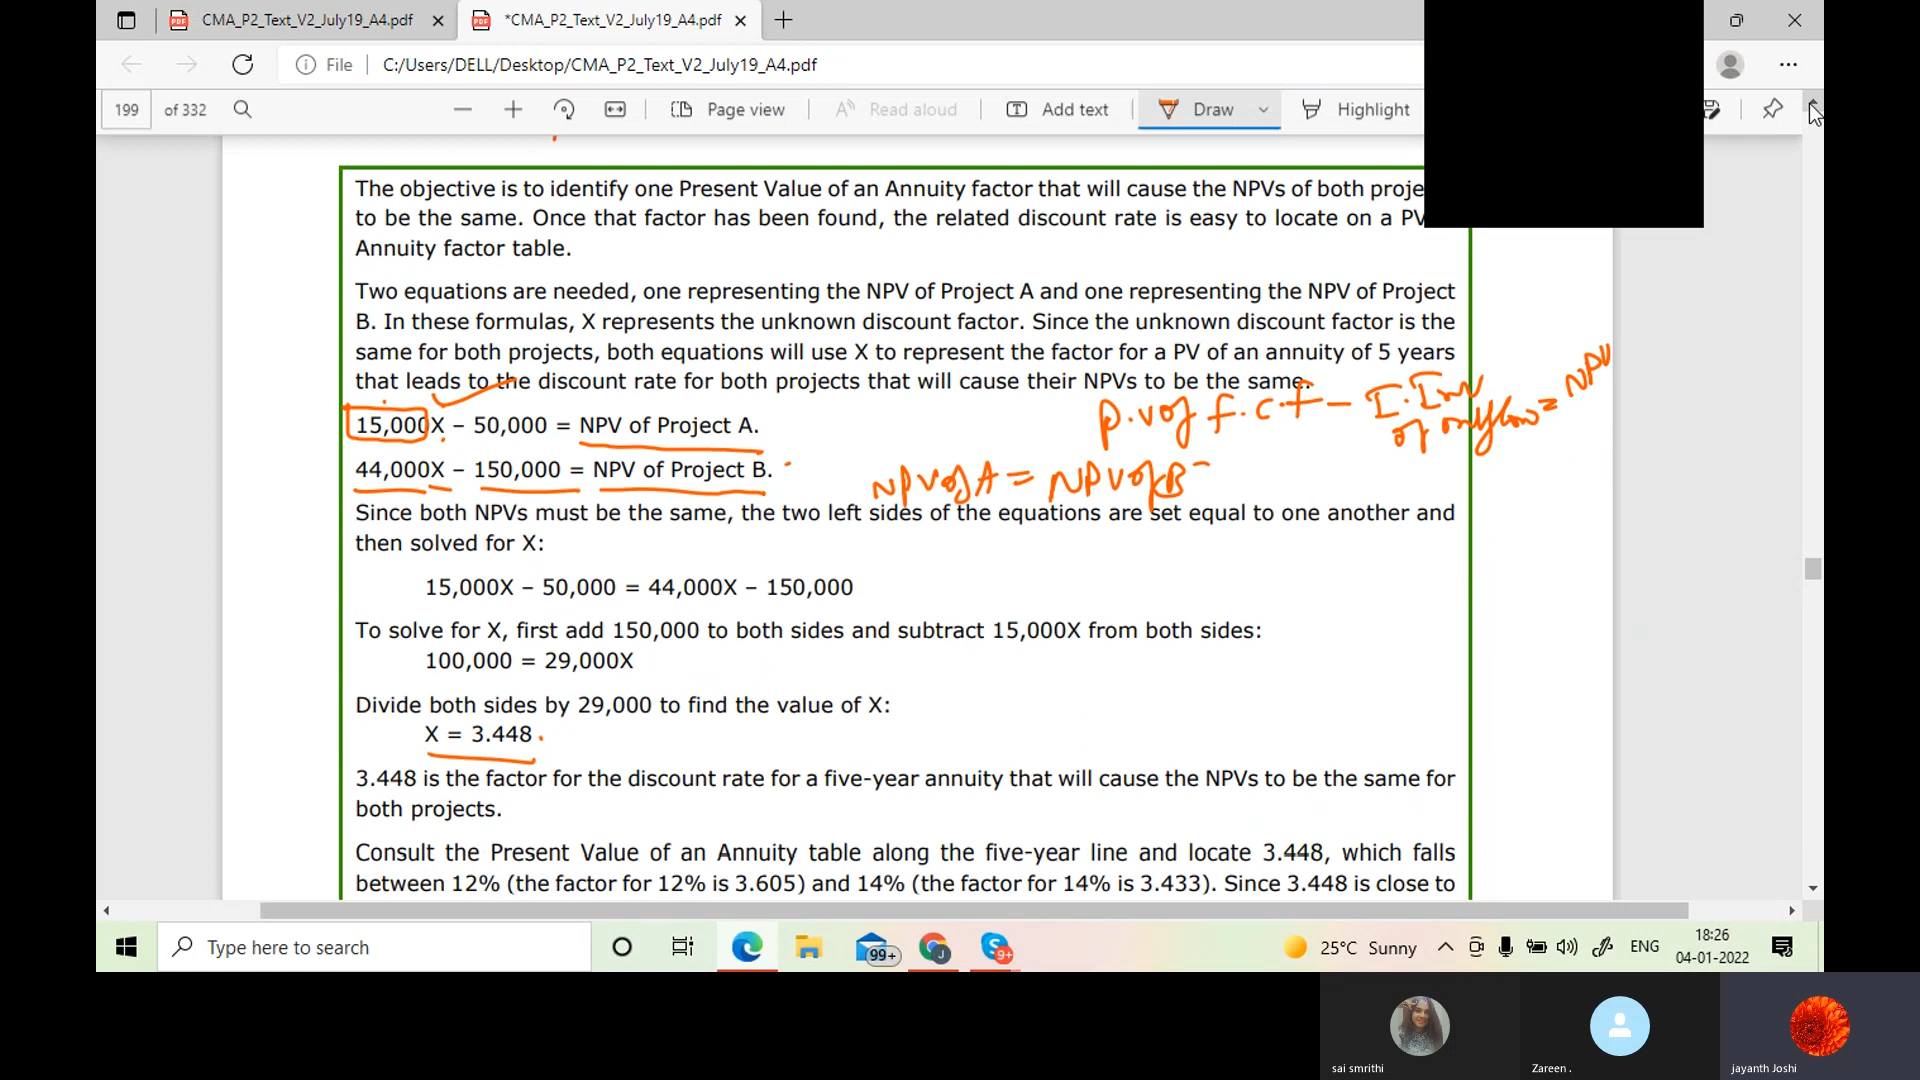 CMA_P2_Text_V2_July19_A4.pdf
*CMA_P2_Text_V2_July19_A4.pdf
File
C:/Users/DELL/Desktop/CMA_P2_Text_V2_July19_A4.pdf
199 of 332
Page view
Read aloud
Add text
Draw
Highlight
The objective is to identify one Present Value of an Annuity factor that will cause the NPVs of both proje
to be the same. Once that factor has been found, the related discount rate is easy to locate on a PV
Annuity factor table.
Two equations are needed, one representing the NPV of Project A and one representing the NPV of Project
B. In these formulas, X represents the unknown discount factor. Since the unknown discount factor is the
same for both projects, both equations will use X to represent the factor for a PV of an annuity of 5 years
that leads to the discount rate for both projects that will cause their NPVs to be the same.
P.V of F.C.F – I.Inv or outflow = NPV
15,000X – 50,000 = NPV of Project A.
44,000X – 150,000 = NPV of Project B.
NPV of A = NPV of B
Since both NPVs must be the same, the two left sides of the equations are set equal to one another and
then solved for X:
15,000X – 50,000 = 44,000X – 150,000
To solve for X, first add 150,000 to both sides and subtract 15,000X from both sides:
100,000 = 29,000X
Divide both sides by 29,000 to find the value of X:
X = 3.448
3.448 is the factor for the discount rate for a five-year annuity that will cause the NPVs to be the same for
both projects.
Consult the Present Value of an Annuity table along the five-year line and locate 3.448, which falls
between 12% (the factor for 12% is 3.605) and 14% (the factor for 14% is 3.433). Since 3.448 is close to
Type here to search
99+
9+
25°C Sunny
ENG
18:26
04-01-2022
sai smrithi
Zareen .
jayanth Joshi